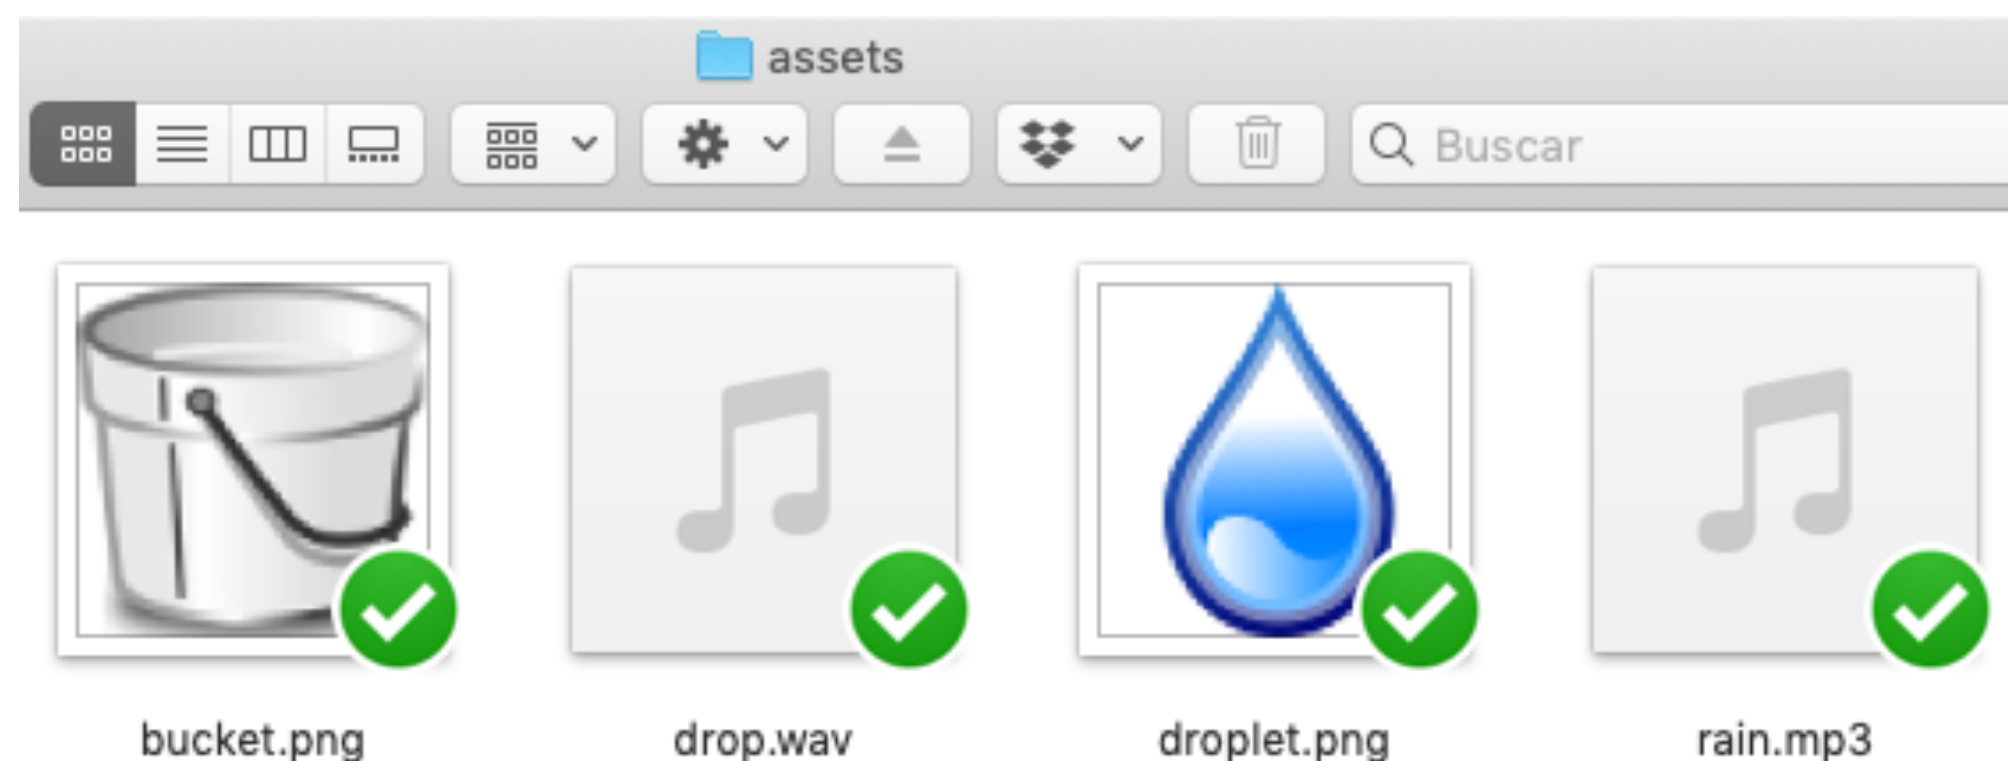 assets
Buscar
bucket.png
drop.wav
droplet.png
rain.mp3